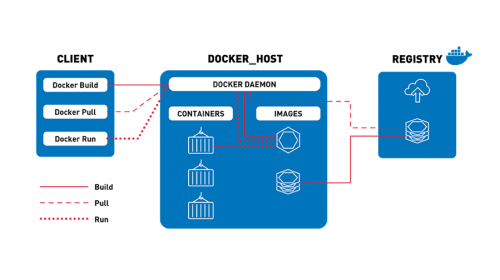 CLIENT
Docker Build
Docker Pull
Docker Run
DOCKER_HOST
DOCKER DAEMON
CONTAINERS
IMAGES
REGISTRY
Build
Pull
Run